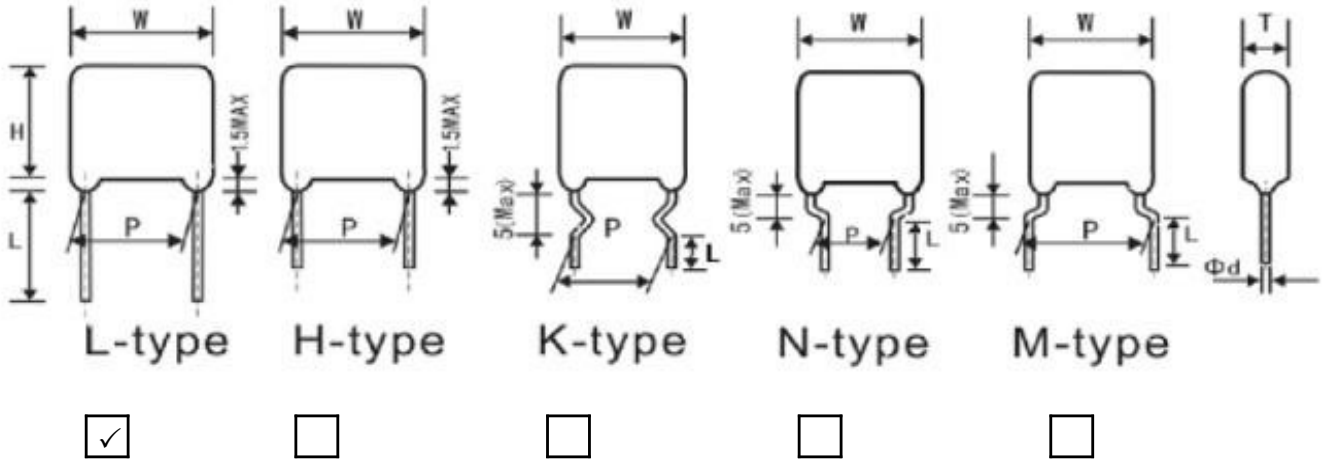 W W W W W T
H 1.5MAX 1.5MAX
L P P 5(Max) P L 5(Max) P L 5(Max) P L Φd
L-type H-type K-type N-type M-type
✓